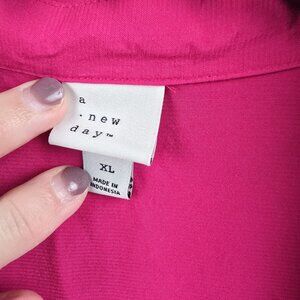 a
· new
day™
XL
MADE IN
INDONESIA